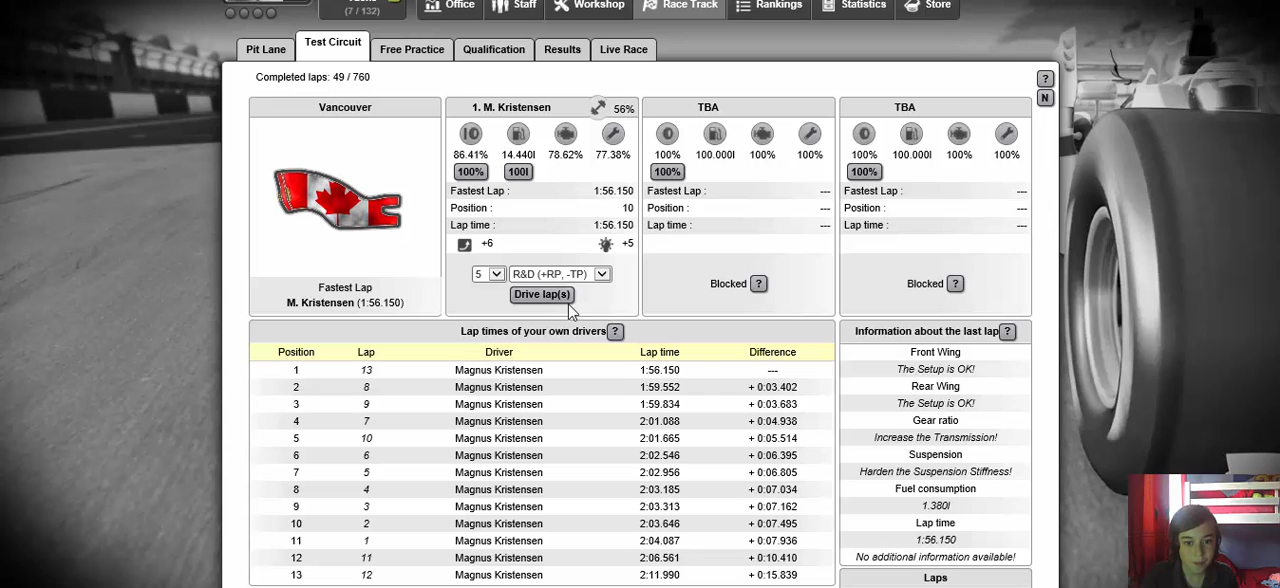 (7 / 132)
Office
Staff
Workshop
Race Track
Rankings
Statistics
Store
Pit Lane
Test Circuit
Free Practice
Qualification
Results
Live Race
Completed laps: 49 / 760
?
N
Vancouver
Fastest Lap
M. Kristensen (1:56.150)
1. M. Kristensen 56%
86.41% 14.440l 78.62% 77.38%
100% 100l
Fastest Lap : 1:56.150
Position : 10
Lap time : 1:56.150
+6 +5
5 R&D (+RP, -TP)
Drive lap(s)
TBA
100% 100.000l 100% 100%
100%
Fastest Lap : ---
Position : ---
Lap time : ---
Blocked ?
TBA
100% 100.000l 100% 100%
100%
Fastest Lap : ---
Position : ---
Lap time : ---
Blocked ?
Lap times of your own drivers ?
Position Lap Driver Lap time Difference
1 13 Magnus Kristensen 1:56.150 ---
2 8 Magnus Kristensen 1:59.552 + 0:03.402
3 9 Magnus Kristensen 1:59.834 + 0:03.683
4 7 Magnus Kristensen 2:01.088 + 0:04.938
5 10 Magnus Kristensen 2:01.665 + 0:05.514
6 6 Magnus Kristensen 2:02.546 + 0:06.395
7 5 Magnus Kristensen 2:02.956 + 0:06.805
8 4 Magnus Kristensen 2:03.185 + 0:07.034
9 3 Magnus Kristensen 2:03.313 + 0:07.162
10 2 Magnus Kristensen 2:03.646 + 0:07.495
11 1 Magnus Kristensen 2:04.087 + 0:07.936
12 11 Magnus Kristensen 2:06.561 + 0:10.410
13 12 Magnus Kristensen 2:11.990 + 0:15.839
Information about the last lap ?
Front Wing
The Setup is OK!
Rear Wing
The Setup is OK!
Gear ratio
Increase the Transmission!
Suspension
Harden the Suspension Stiffness!
Fuel consumption
1.380l
Lap time
1:56.150
No additional information available!
Laps